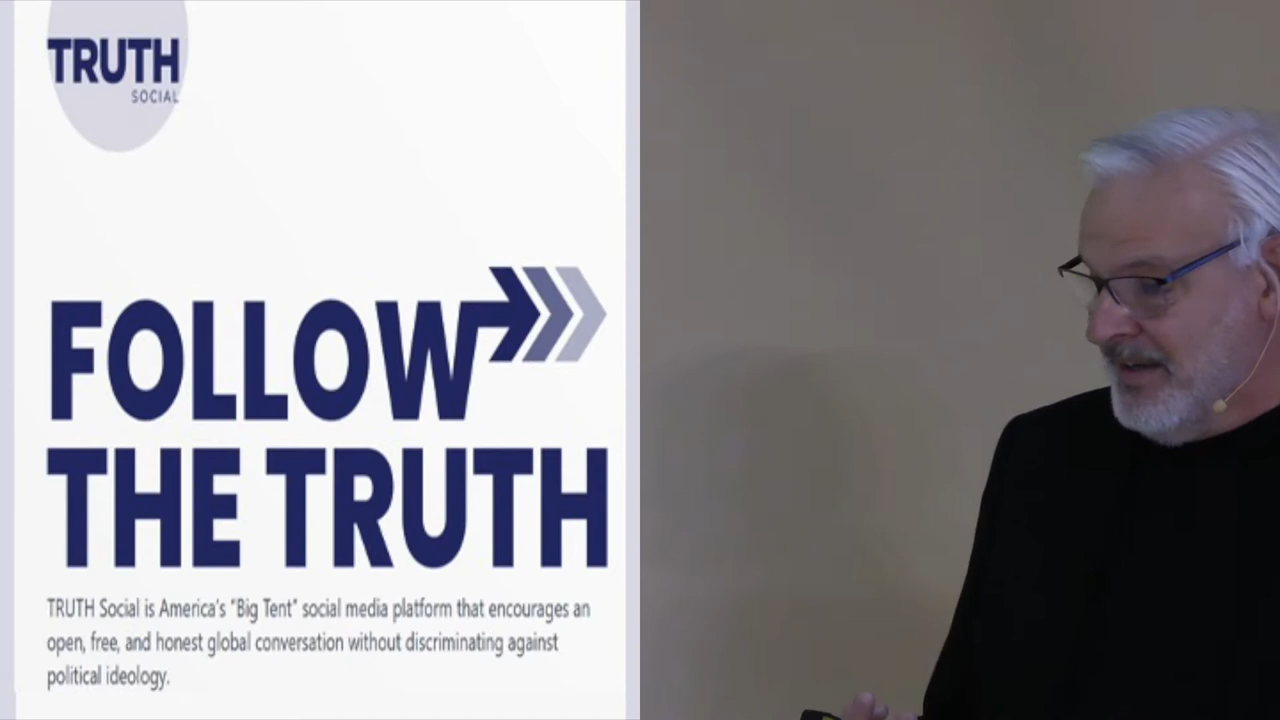 TRUTH
SOCIAL
FOLLOW
THE TRUTH
TRUTH Social is America's "Big Tent" social media platform that encourages an
open, free, and honest global conversation without discriminating against
political ideology.